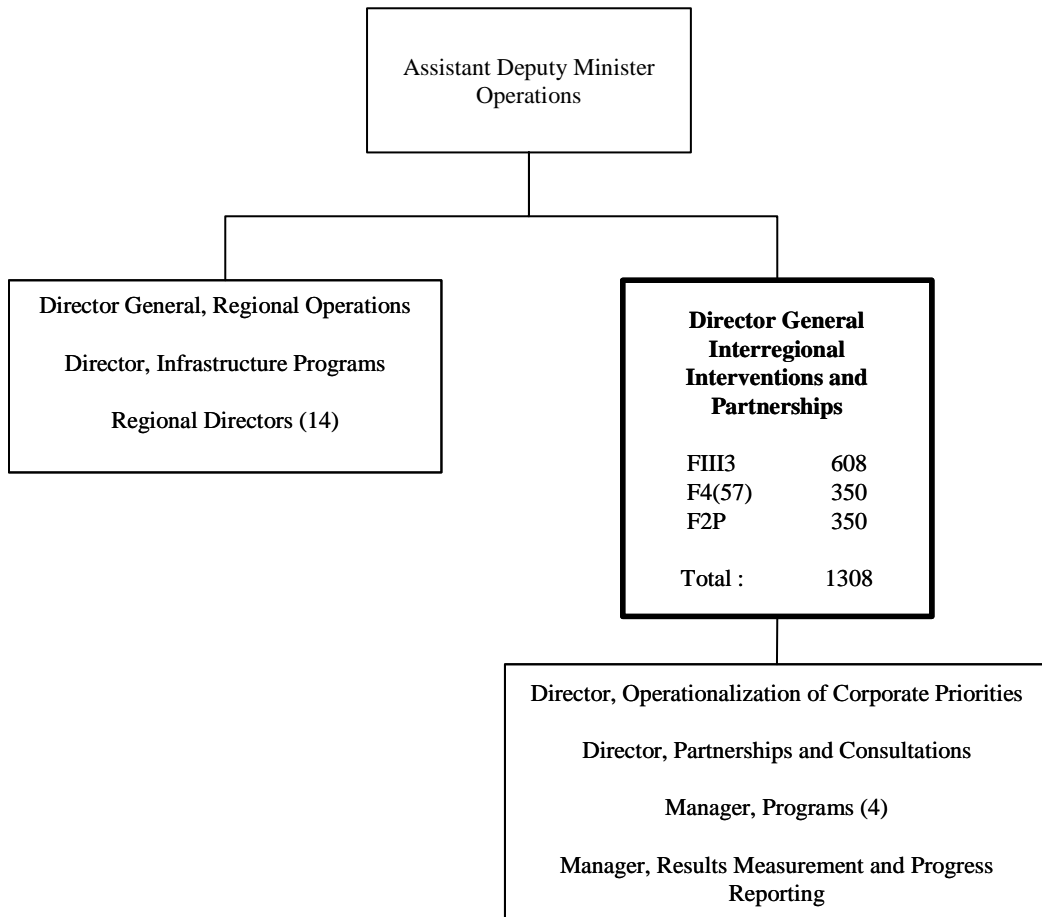 Assistant Deputy Minister
Operations
Director General, Regional Operations
Director, Infrastructure Programs
Regional Directors (14)
Director General
Interregional
Interventions and
Partnerships
FIII3 608
F4(57) 350
F2P 350
Total : 1308
Director, Operationalization of Corporate Priorities
Director, Partnerships and Consultations
Manager, Programs (4)
Manager, Results Measurement and Progress
Reporting